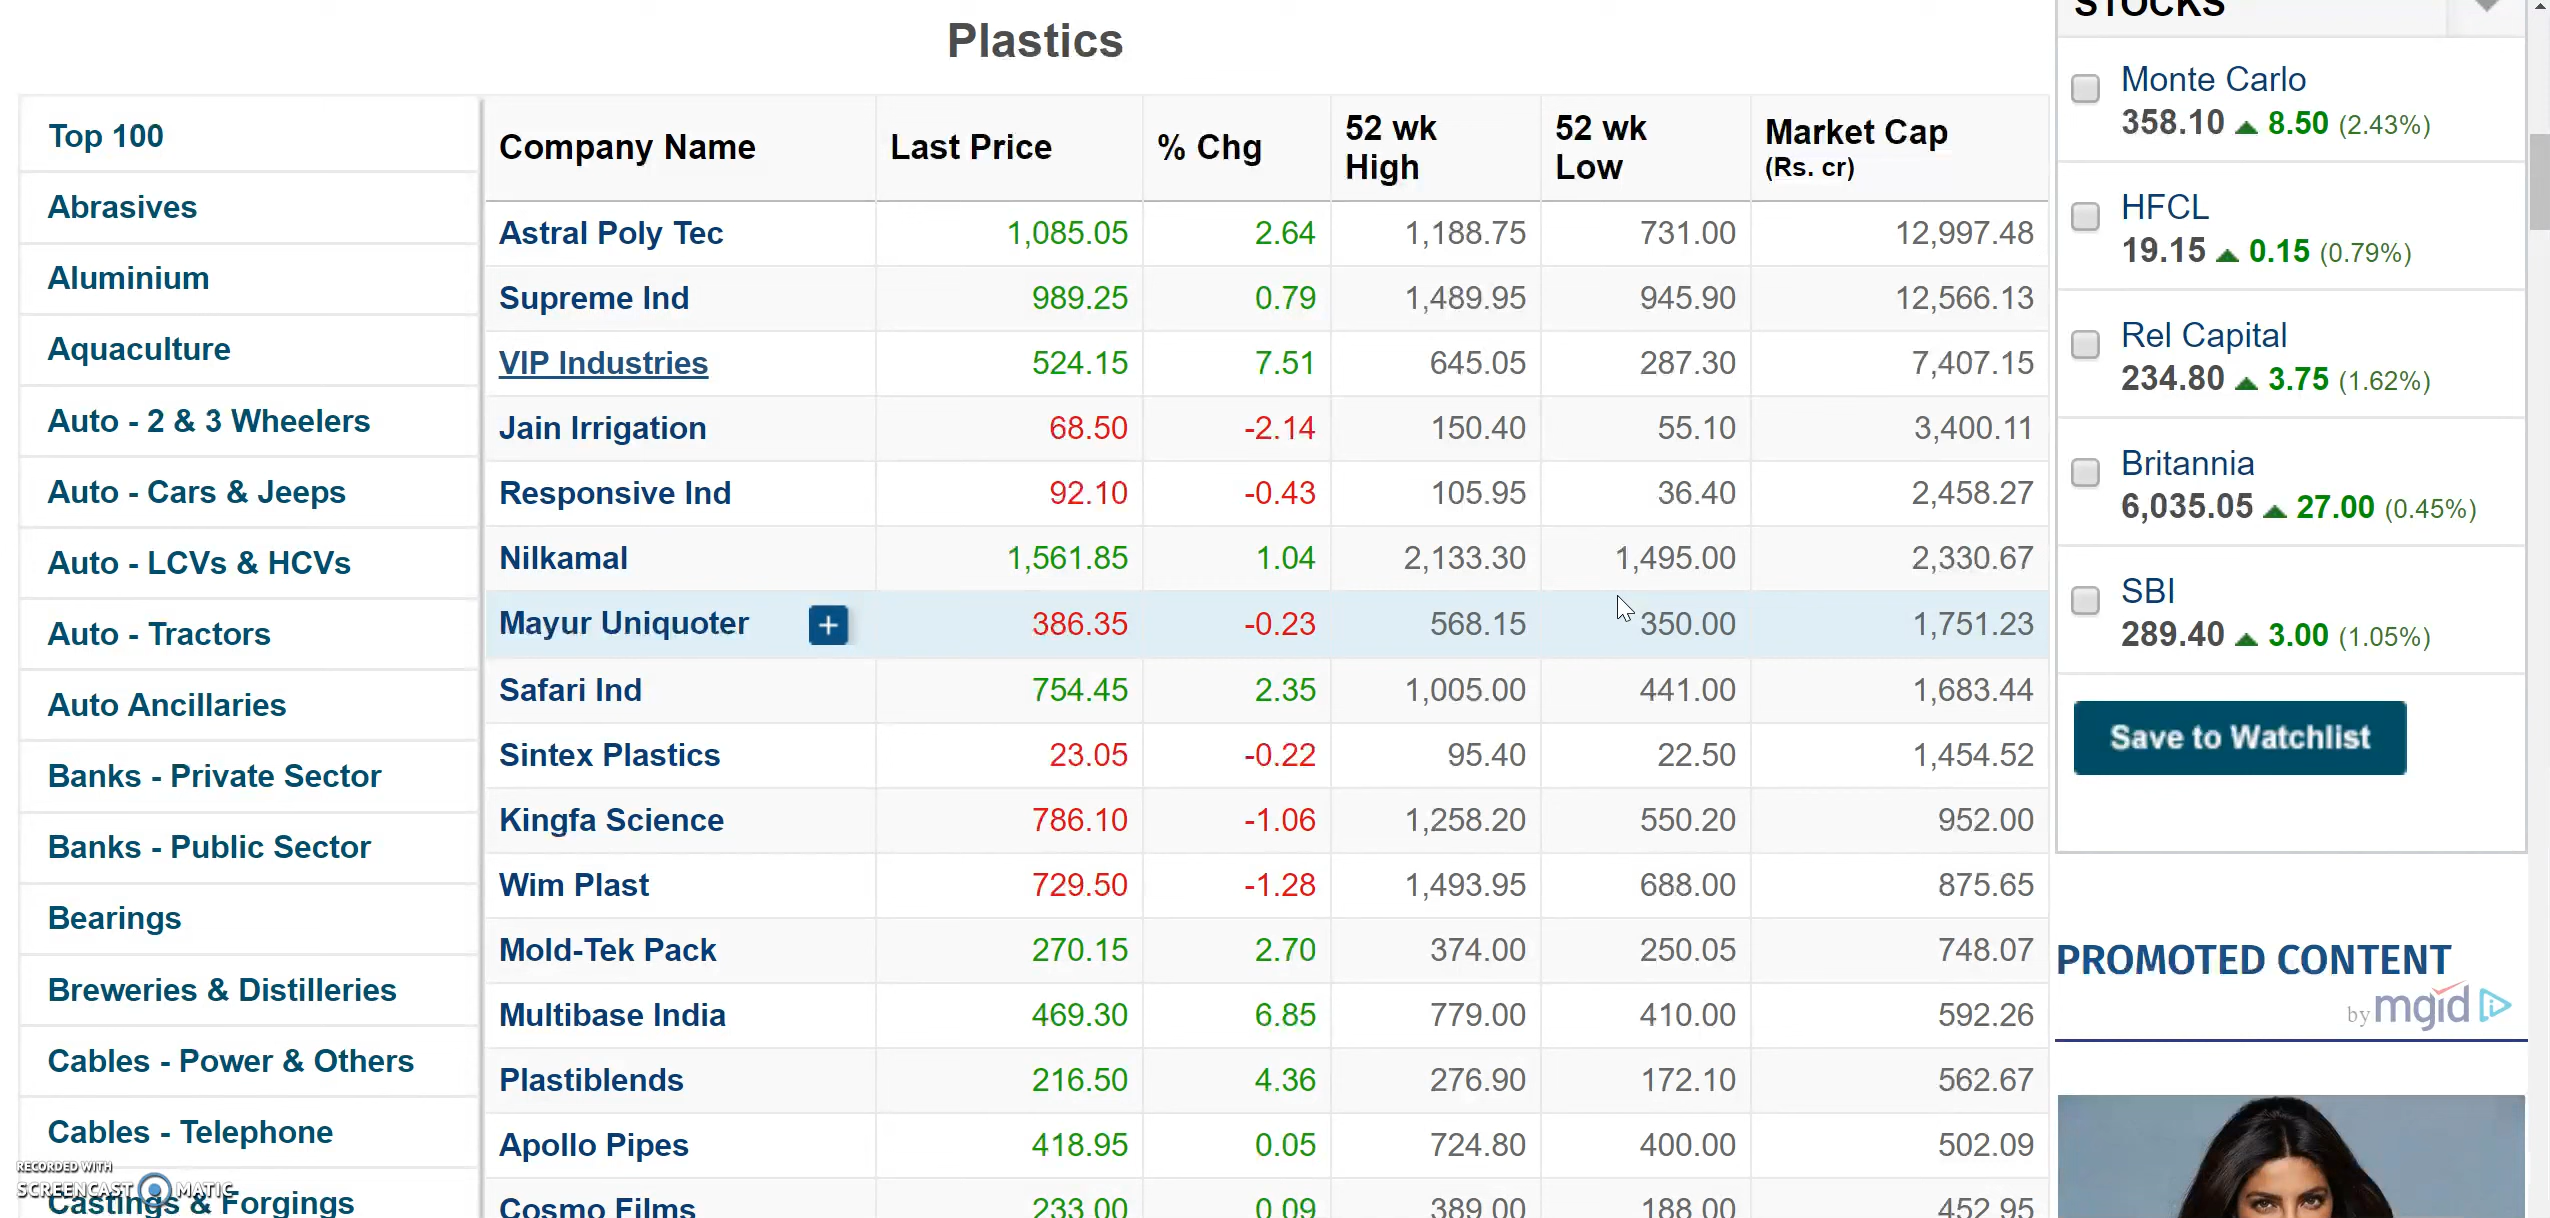 Plastics
Top 100
Abrasives
Aluminium
Aquaculture
Auto - 2 & 3 Wheelers
Auto - Cars & Jeeps
Auto - LCVs & HCVs
Auto - Tractors
Auto Ancillaries
Banks - Private Sector
Banks - Public Sector
Bearings
Breweries & Distilleries
Cables - Power & Others
Cables - Telephone
Castings & Forgings
RECORDED WITH
SCREENCAST MATIC
Company Name Last Price % Chg 52 wk High 52 wk Low Market Cap (Rs. cr)
Astral Poly Tec 1,085.05 2.64 1,188.75 731.00 12,997.48
Supreme Ind 989.25 0.79 1,489.95 945.90 12,566.13
VIP Industries 524.15 7.51 645.05 287.30 7,407.15
Jain Irrigation 68.50 -2.14 150.40 55.10 3,400.11
Responsive Ind 92.10 -0.43 105.95 36.40 2,458.27
Nilkamal 1,561.85 1.04 2,133.30 1,495.00 2,330.67
Mayur Uniquoter + 386.35 -0.23 568.15 350.00 1,751.23
Safari Ind 754.45 2.35 1,005.00 441.00 1,683.44
Sintex Plastics 23.05 -0.22 95.40 22.50 1,454.52
Kingfa Science 786.10 -1.06 1,258.20 550.20 952.00
Wim Plast 729.50 -1.28 1,493.95 688.00 875.65
Mold-Tek Pack 270.15 2.70 374.00 250.05 748.07
Multibase India 469.30 6.85 779.00 410.00 592.26
Plastiblends 216.50 4.36 276.90 172.10 562.67
Apollo Pipes 418.95 0.05 724.80 400.00 502.09
Cosmo Films 233.00 0.09 389.00 188.00 452.95
STOCKS
Monte Carlo
358.10 ▲ 8.50 (2.43%)
HFCL
19.15 ▲ 0.15 (0.79%)
Rel Capital
234.80 ▲ 3.75 (1.62%)
Britannia
6,035.05 ▲ 27.00 (0.45%)
SBI
289.40 ▲ 3.00 (1.05%)
Save to Watchlist
PROMOTED CONTENT
by mgid